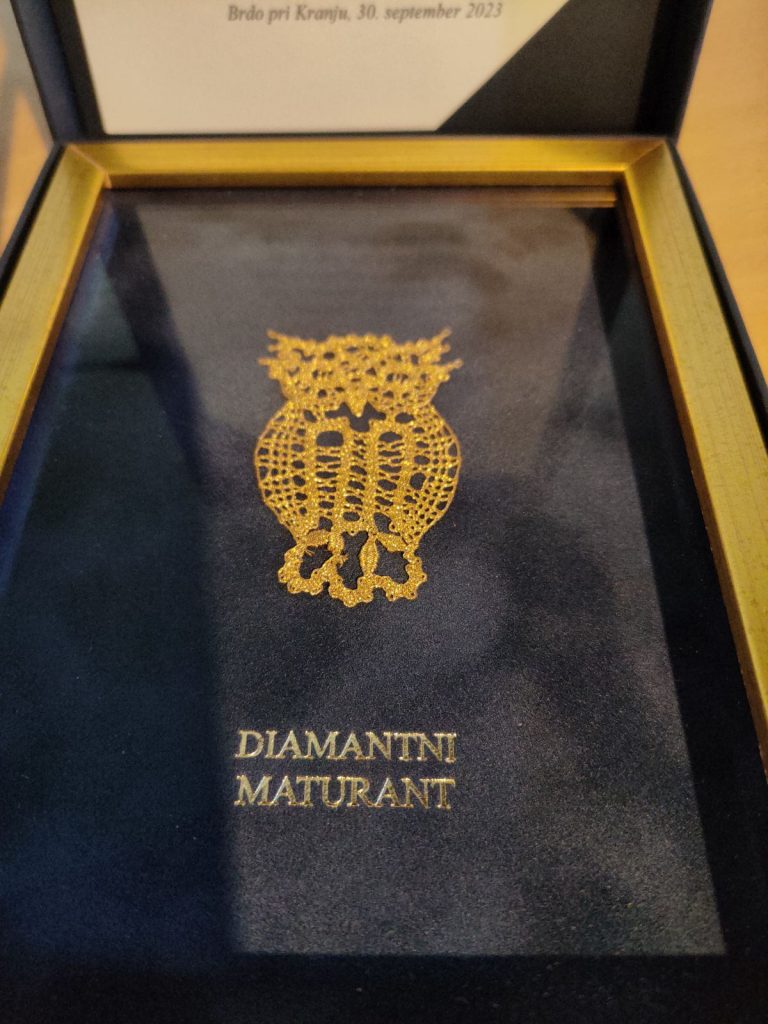 Brdo pri Kranju, 30. september 2023
DIAMANTNI
MATURANT